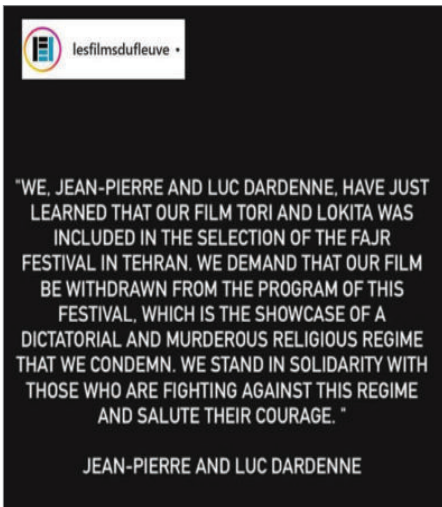 lesfilmsdufleuve •
"WE, JEAN-PIERRE AND LUC DARDENNE, HAVE JUST
LEARNED THAT OUR FILM TORI AND LOKITA WAS
INCLUDED IN THE SELECTION OF THE FAJR
FESTIVAL IN TEHRAN. WE DEMAND THAT OUR FILM
BE WITHDRAWN FROM THE PROGRAM OF THIS
FESTIVAL, WHICH IS THE SHOWCASE OF A
DICTATORIAL AND MURDEROUS RELIGIOUS REGIME
THAT WE CONDEMN. WE STAND IN SOLIDARITY WITH
THOSE WHO ARE FIGHTING AGAINST THIS REGIME
AND SALUTE THEIR COURAGE. "
JEAN-PIERRE AND LUC DARDENNE